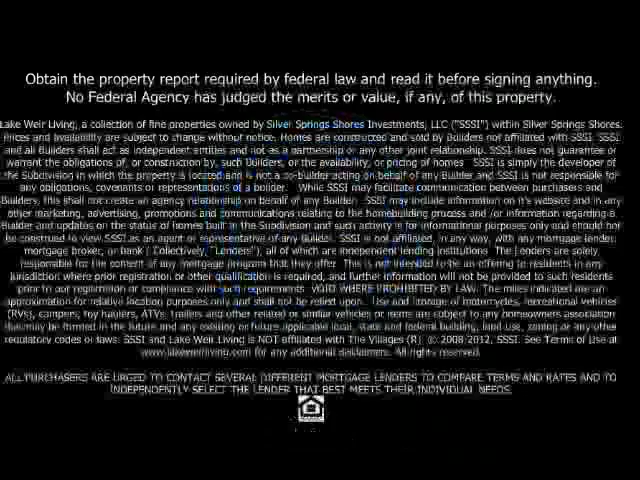 Obtain the property report required by federal law and read it before signing anything.
No Federal Agency has judged the merits or value, if any, of this property.
Lake Weir Living, a collection of fine properties owned by Silver Springs Shores Investments, LLC ("SSSI") within Silver Springs Shores.
Prices and availability are subject to change without notice. Homes are constructed and sold by Builders not affiliated with SSSI. SSSI
and all Builders shall act as independent entities and not as a partnership or any other joint relationship. SSSI does not guarantee or
warrant the obligations of, or construction by, such Builders, or the availability, or pricing of homes. SSSI is simply the developer of
the Subdivision in which the property is located and is not a co-builder acting on behalf of any Builder and SSSI is not responsible for
any obligations, covenants or representations of a builder. While SSSI may facilitate communication between purchasers and
Builders, this shall not create an agency relationship on behalf of any Builder. SSSI may include information on it's website and in any
other marketing, advertising, promotions and communications relating to the homebuilding process and /or information regarding a
Builder and updates on the status of homes built in the Subdivision and such activity is for informational purposes only and should not
be construed to view SSSI as an agent or representative of any Builder. SSSI is not affiliated, in any way, with any mortgage lender,
mortgage broker, or bank (Collectively, "Lenders"), all of which are independent lending institutions. The Lenders are solely
responsible for the content of any mortgage program that they offer. This is not intended to be an offering to residents in any
jurisdiction where prior registration or other qualification is required, and further information will not be provided to such residents
prior to our registration or compliance with such requirements. VOID WHERE PROHIBITED BY LAW. The miles indicated are an
approximation for relative location purposes only and shall not be relied upon. Use and storage of motorcycles, recreational vehicles
(RVs), campers, toy haulers, ATVs, trailers and other related or similar vehicles or items are subject to any homeowners association
that may be formed in the future and any existing or future applicable local, state and federal building, land use, zoning or any other
regulatory codes or laws. SSSI and Lake Weir Living is NOT affiliated with The Villages (R). © 2008-2012, SSSI. See Terms of Use at
www.lakeweirliving.com for any additional disclaimers. All rights reserved.
ALL PURCHASERS ARE URGED TO CONTACT SEVERAL DIFFERENT MORTGAGE LENDERS TO COMPARE TERMS AND RATES AND TO
INDEPENDENTLY SELECT THE LENDER THAT BEST MEETS THEIR INDIVIDUAL NEEDS.